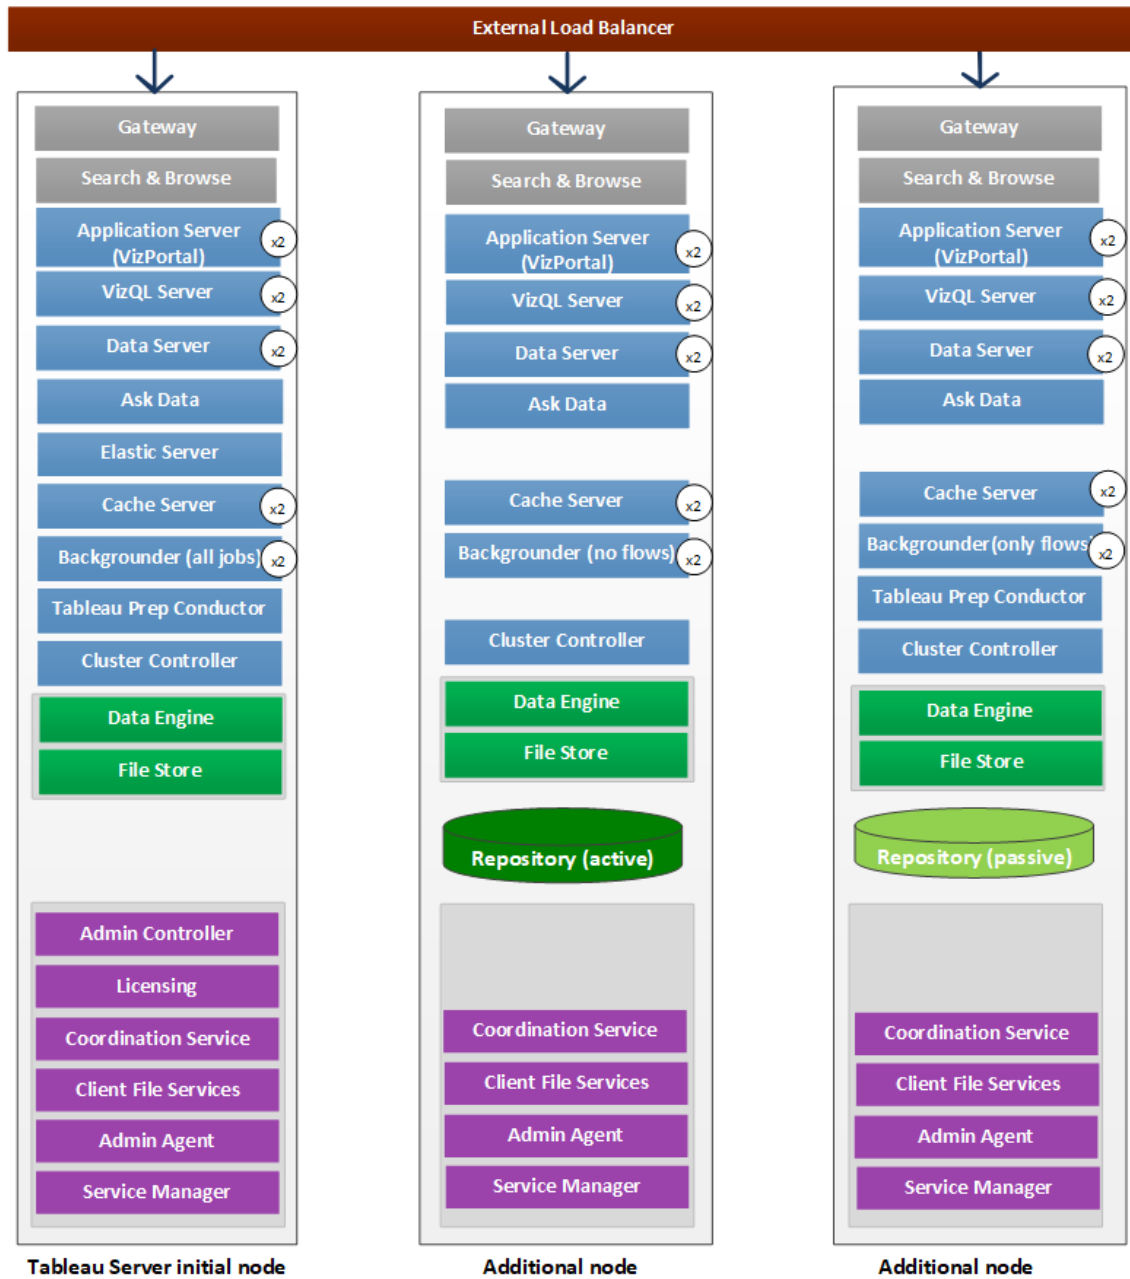 External Load Balancer
Gateway
Search & Browse
Application Server
(VizPortal)
x2
VizQL Server
x2
Data Server
x2
Ask Data
Elastic Server
Cache Server
x2
Backgrounder (all jobs)
x2
Tableau Prep Conductor
Cluster Controller
Data Engine
File Store
Admin Controller
Licensing
Coordination Service
Client File Services
Admin Agent
Service Manager
Tableau Server initial node
Gateway
Search & Browse
Application Server
(VizPortal)
x2
VizQL Server
x2
Data Server
x2
Ask Data
Cache Server
x2
Backgrounder (no flows)
x2
Cluster Controller
Data Engine
File Store
Repository (active)
Coordination Service
Client File Services
Admin Agent
Service Manager
Additional node
Gateway
Search & Browse
Application Server
(VizPortal)
x2
VizQL Server
x2
Data Server
x2
Ask Data
Cache Server
x2
Backgrounder(only flows)
x2
Tableau Prep Conductor
Cluster Controller
Data Engine
File Store
Repository (passive)
Coordination Service
Client File Services
Admin Agent
Service Manager
Additional node